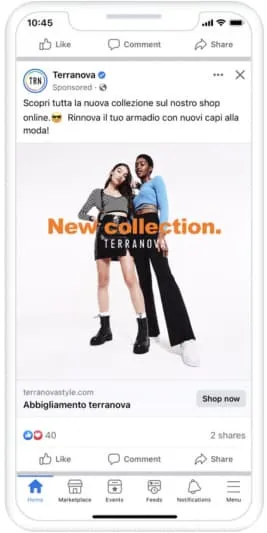 10:45
Like Comment Share
TRN Terranova
Sponsored ·
Scopri tutta la nuova collezione sul nostro shop
online.😎 Rinnova il tuo armadio con nuovi capi alla
moda!
New collection.
TERRANOVA
terranovastyle.com
Abbigliamento terranova
Shop now
40 2 shares
Like Comment Share
Home Marketplace Events Feeds Notifications Menu